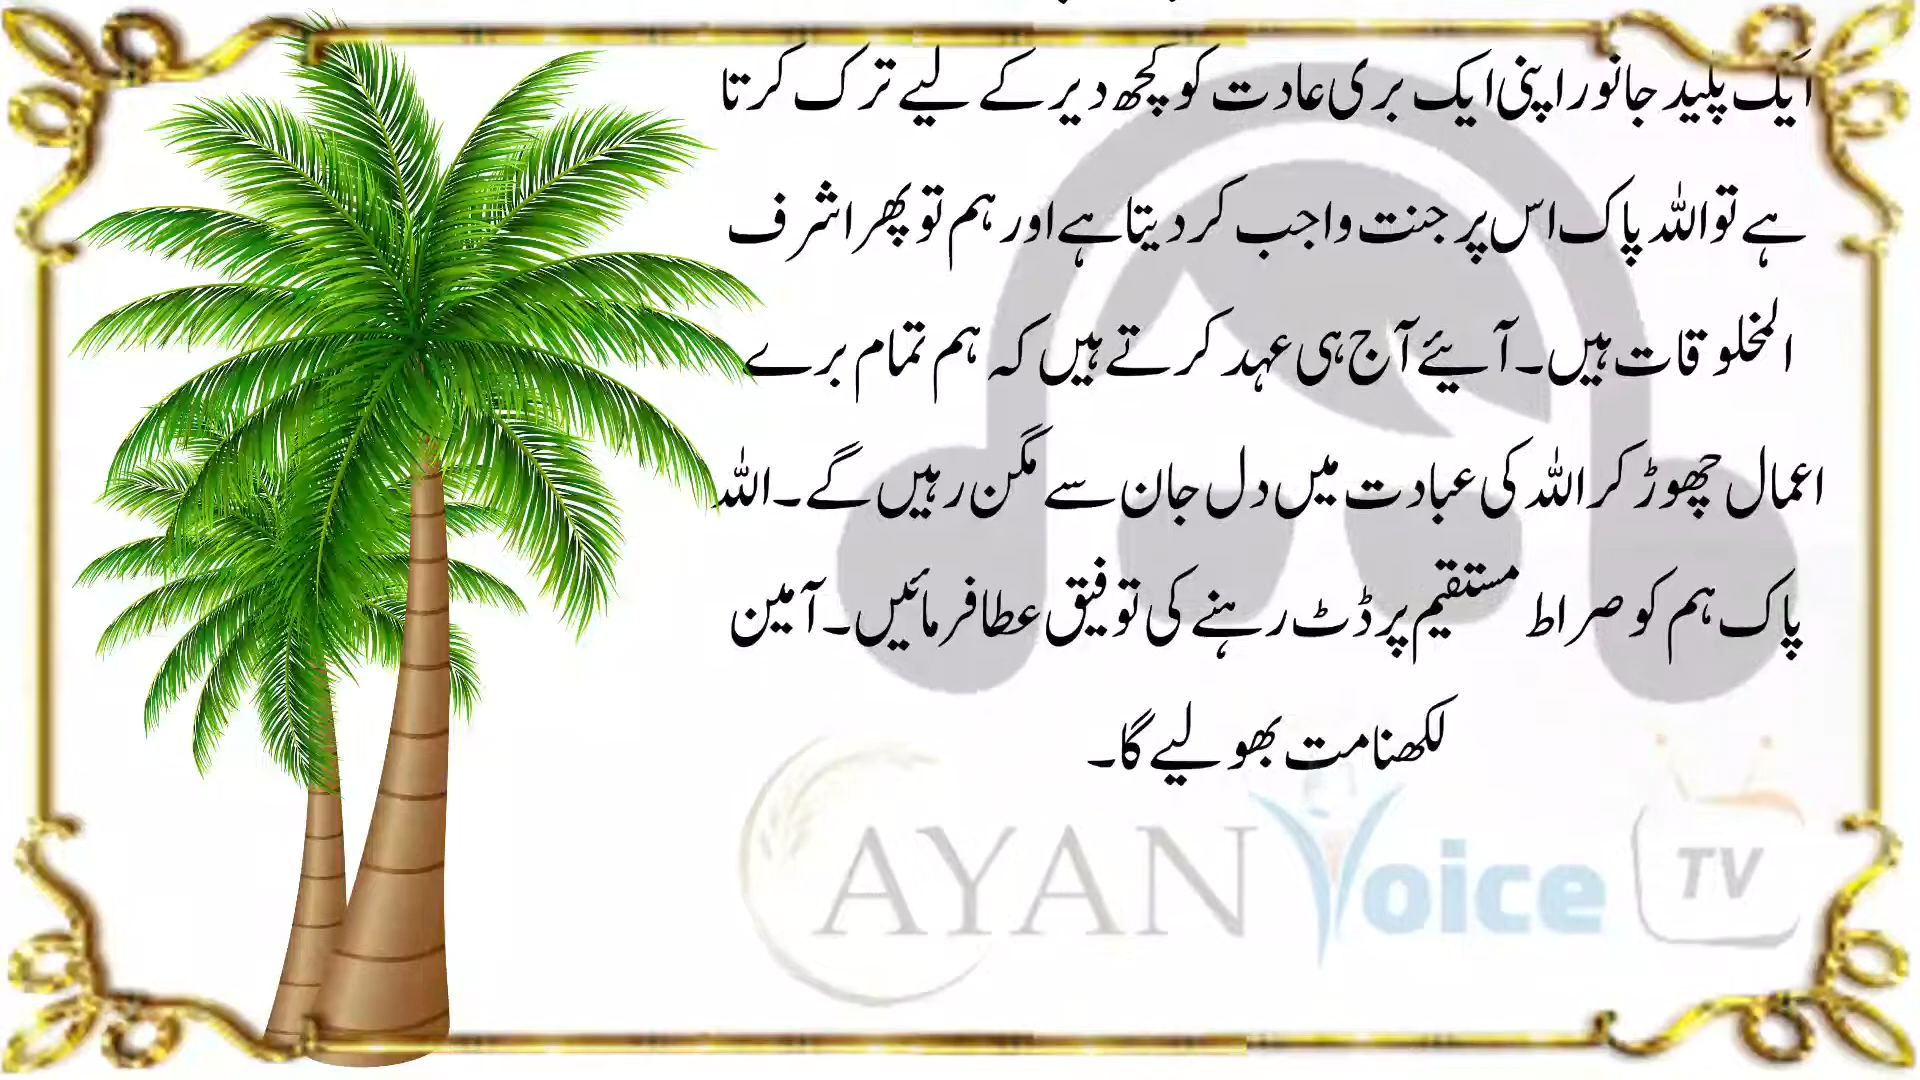 ایک پلید جانور اپنی ایک بری عادت کو کچھ دیر کے لیے ترک کرتا
ہے تو اللہ پاک اس پر جنت واجب کر دیتا ہے اور ہم تو پھر اشرف
المخلوقات ہیں۔ آیئے آج ہی عہد کرتے ہیں کہ ہم تمام برے
اعمال چھوڑ کر اللہ کی عبادت میں دل جان سے مگن رہیں گے۔ اللہ
پاک ہم کو صراط مستقیم پر ڈٹ رہنے کی توفیق عطا فرمائیں۔ آمین
لکھنا مت بھولیے گا۔
AYAN Voice TV